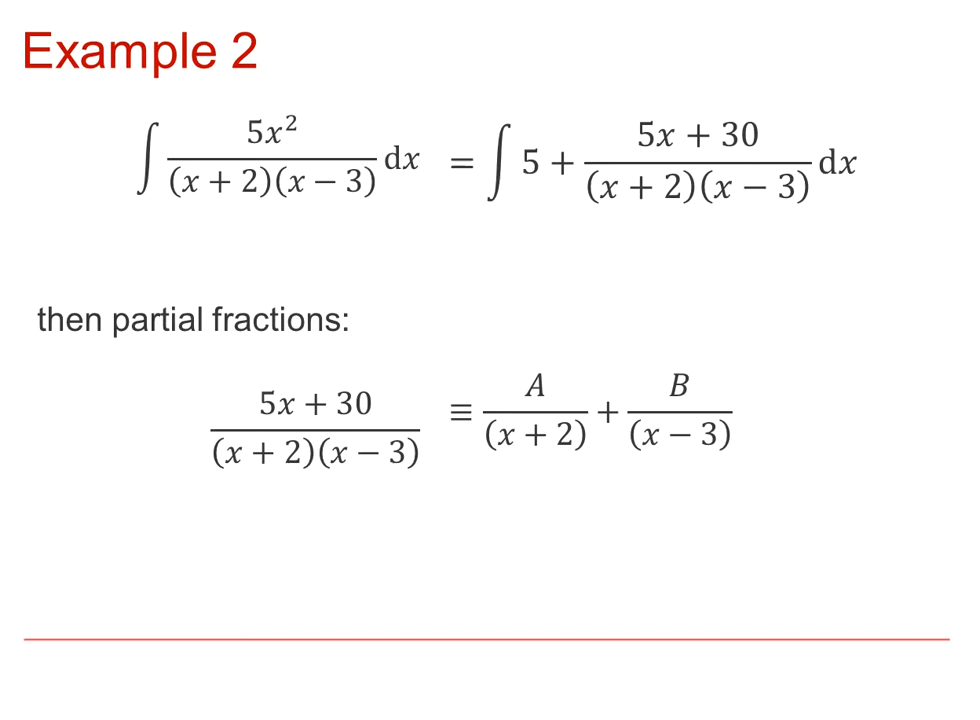 Example 2
∫ 5𝑥² / (𝑥 + 2)(𝑥 − 3) d𝑥 = ∫ 5 + 5𝑥 + 30 / (𝑥 + 2)(𝑥 − 3) d𝑥
then partial fractions:
5𝑥 + 30 / (𝑥 + 2)(𝑥 − 3) ≡ 𝐴 / (𝑥 + 2) + 𝐵 / (𝑥 − 3)